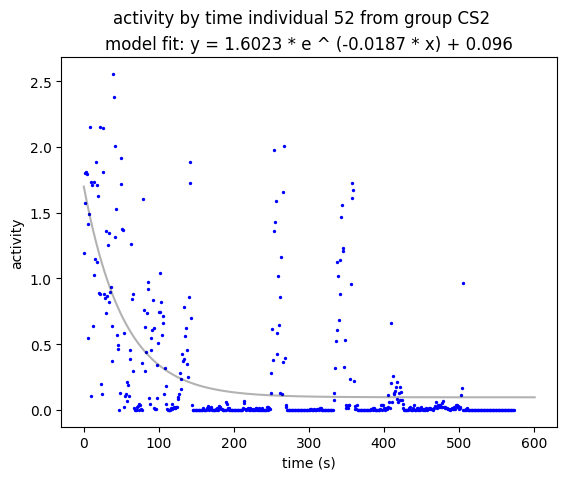 activity by time individual 52 from group CS2
model fit: y = 1.6023 * e ^ (-0.0187 * x) + 0.096
2.5
2.0
1.5
1.0
0.5
0.0
activity
0 100 200 300 400 500 600
time (s)